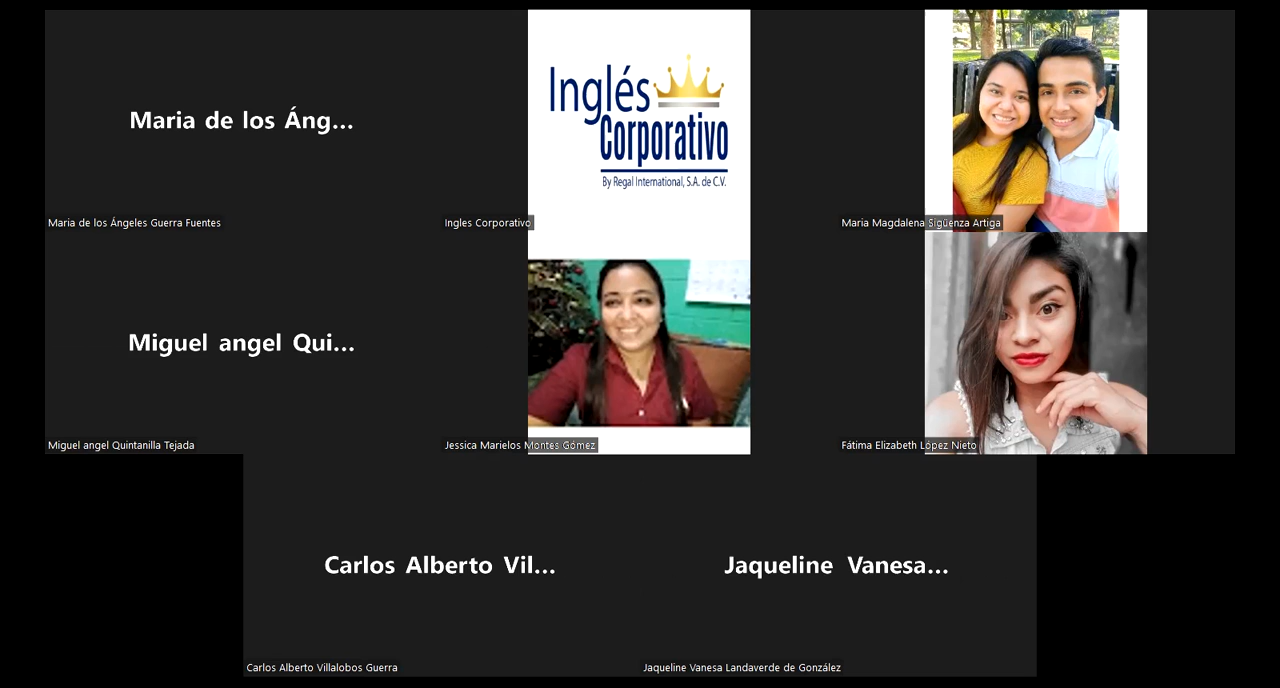 Maria de los Áng...
Maria de los Ángeles Guerra Fuentes
Inglés
Corporativo
By Regal International, S.A. de C.V.
Ingles Corporativo
Maria Magdalena Sigüenza Artiga
Miguel angel Qui...
Miguel angel Quintanilla Tejada
Jessica Marielos Montes Gómez
Fátima Elizabeth López Nieto
Carlos Alberto Vil...
Carlos Alberto Villalobos Guerra
Jaqueline Vanesa...
Jaqueline Vanesa Landaverde de González